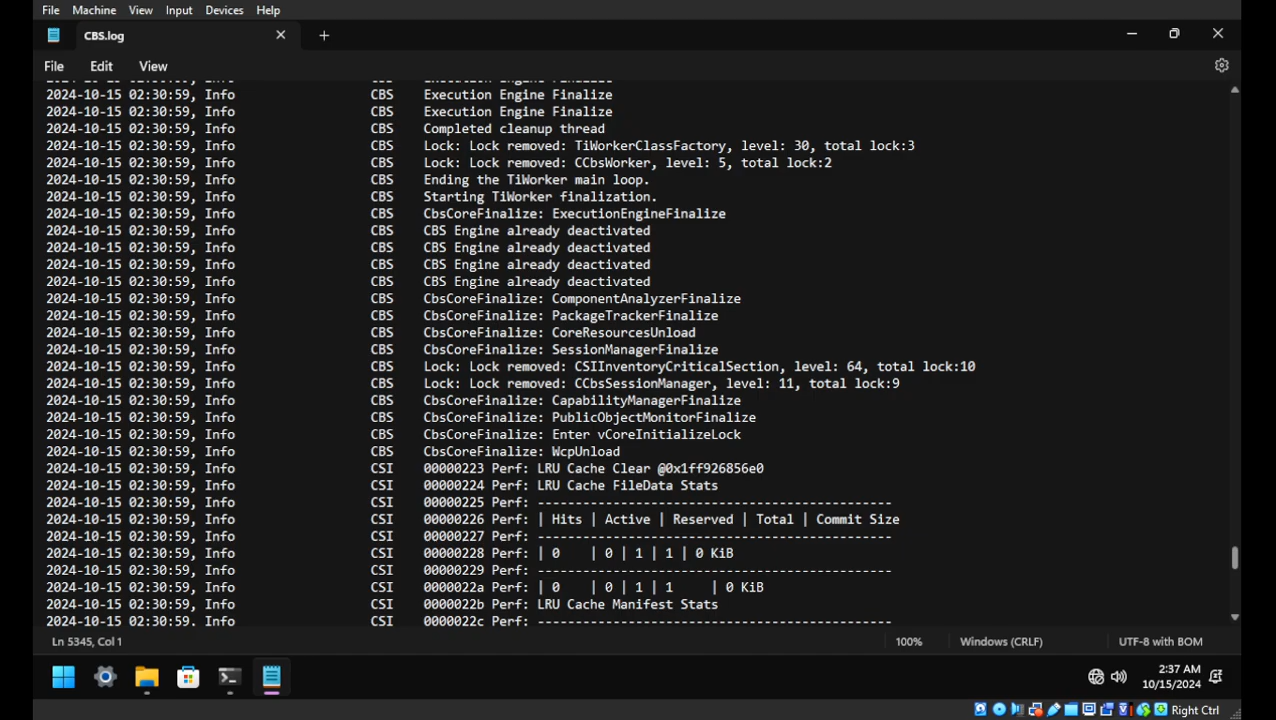 File Machine View Input Devices Help
CBS.log
File Edit View
2024-10-15 02:30:59, Info CBS Execution Engine Finalize
2024-10-15 02:30:59, Info CBS Execution Engine Finalize
2024-10-15 02:30:59, Info CBS Execution Engine Finalize
2024-10-15 02:30:59, Info CBS Completed cleanup thread
2024-10-15 02:30:59, Info CBS Lock: Lock removed: TiWorkerClassFactory, level: 30, total lock:3
2024-10-15 02:30:59, Info CBS Lock: Lock removed: CCbsWorker, level: 5, total lock:2
2024-10-15 02:30:59, Info CBS Ending the TiWorker main loop.
2024-10-15 02:30:59, Info CBS Starting TiWorker finalization.
2024-10-15 02:30:59, Info CBS CbsCoreFinalize: ExecutionEngineFinalize
2024-10-15 02:30:59, Info CBS CBS Engine already deactivated
2024-10-15 02:30:59, Info CBS CBS Engine already deactivated
2024-10-15 02:30:59, Info CBS CBS Engine already deactivated
2024-10-15 02:30:59, Info CBS CBS Engine already deactivated
2024-10-15 02:30:59, Info CBS CbsCoreFinalize: ComponentAnalyzerFinalize
2024-10-15 02:30:59, Info CBS CbsCoreFinalize: PackageTrackerFinalize
2024-10-15 02:30:59, Info CBS CbsCoreFinalize: CoreResourcesUnload
2024-10-15 02:30:59, Info CBS CbsCoreFinalize: SessionManagerFinalize
2024-10-15 02:30:59, Info CBS Lock: Lock removed: CSIInventoryCriticalSection, level: 64, total lock:10
2024-10-15 02:30:59, Info CBS Lock: Lock removed: CCbsSessionManager, level: 11, total lock:9
2024-10-15 02:30:59, Info CBS CbsCoreFinalize: CapabilityManagerFinalize
2024-10-15 02:30:59, Info CBS CbsCoreFinalize: PublicObjectMonitorFinalize
2024-10-15 02:30:59, Info CBS CbsCoreFinalize: Enter vCoreInitializeLock
2024-10-15 02:30:59, Info CBS CbsCoreFinalize: WcpUnload
2024-10-15 02:30:59, Info CSI 00000223 Perf: LRU Cache Clear @0x1ff926856e0
2024-10-15 02:30:59, Info CSI 00000224 Perf: LRU Cache FileData Stats
2024-10-15 02:30:59, Info CSI 00000225 Perf: -----------------------------------------------
2024-10-15 02:30:59, Info CSI 00000226 Perf: | Hits | Active | Reserved | Total | Commit Size
2024-10-15 02:30:59, Info CSI 00000227 Perf: -----------------------------------------------
2024-10-15 02:30:59, Info CSI 00000228 Perf: | 0 | 0 | 1 | 1 | 0 KiB
2024-10-15 02:30:59, Info CSI 00000229 Perf: -----------------------------------------------
2024-10-15 02:30:59, Info CSI 0000022a Perf: | 0 | 0 | 1 | 1 | 0 KiB
2024-10-15 02:30:59, Info CSI 0000022b Perf: LRU Cache Manifest Stats
2024-10-15 02:30:59, Info CSI 0000022c Perf: -----------------------------------------------
Ln 5345, Col 1 100% Windows (CRLF) UTF-8 with BOM
2:37 AM
10/15/2024
Right Ctrl